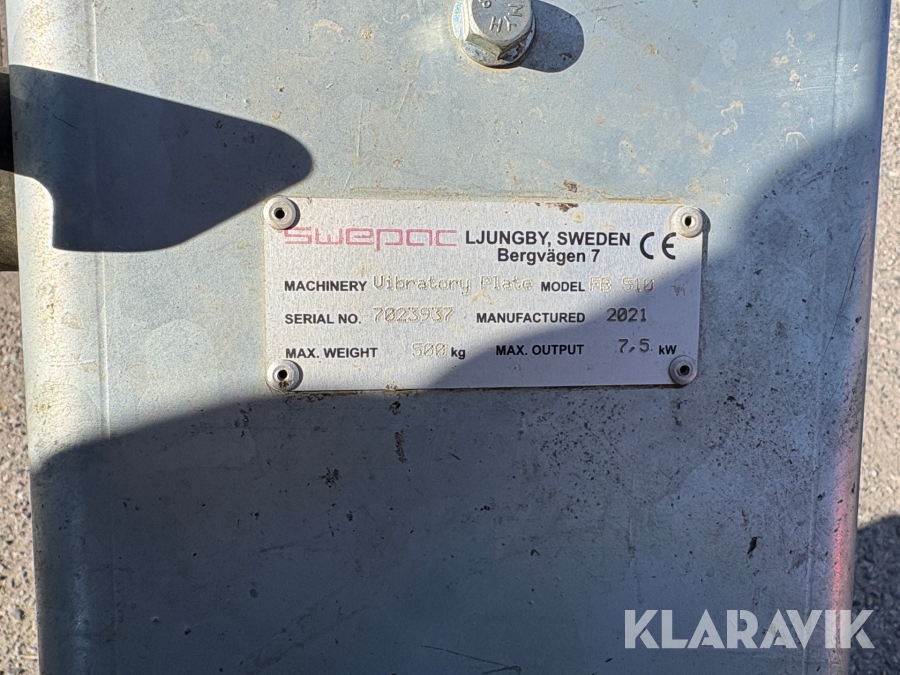 swepac LJUNGBY, SWEDEN CE
Bergvägen 7
MACHINERY Vibratory Plate MODEL FB 510
SERIAL NO. 7023937 MANUFACTURED 2021
MAX. WEIGHT 500 kg MAX. OUTPUT 7,5 kW
KLARAVIK